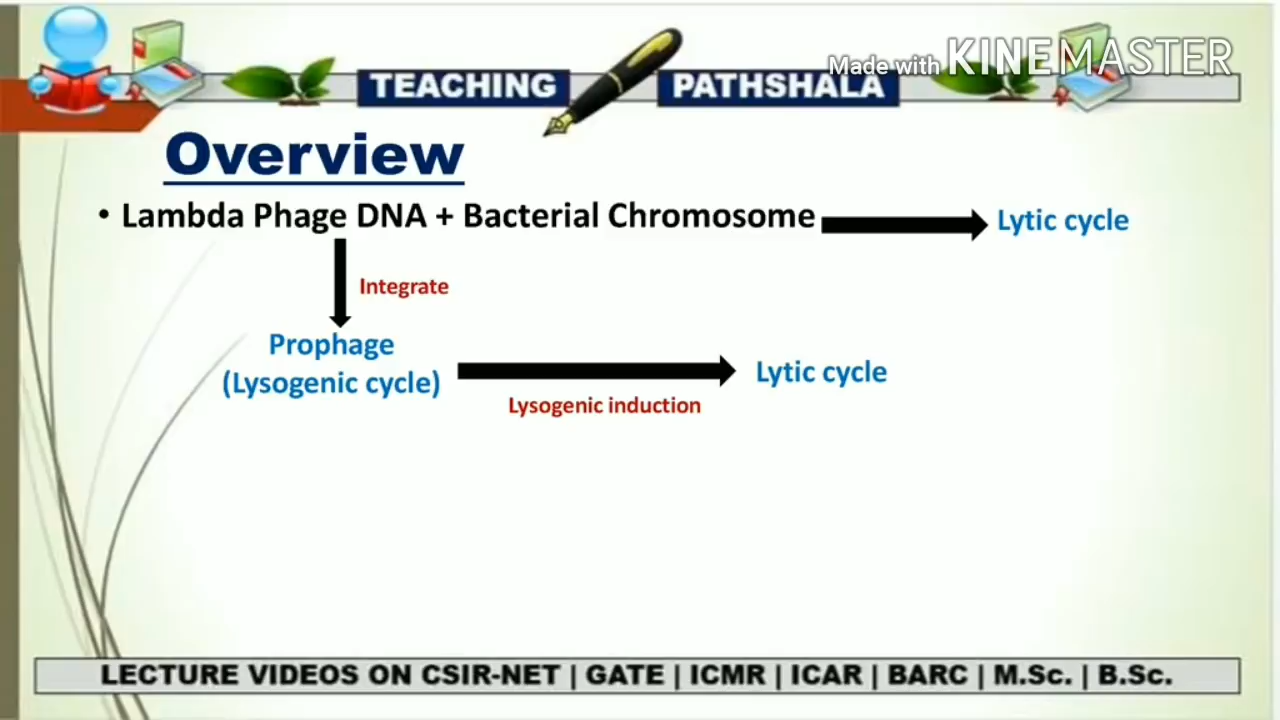 Made with KINEMASTER
TEACHING PATHSHALA
Overview
• Lambda Phage DNA + Bacterial Chromosome Lytic cycle
Integrate
Prophage
(Lysogenic cycle) Lytic cycle
Lysogenic induction
LECTURE VIDEOS ON CSIR-NET | GATE | ICMR | ICAR | BARC | M.Sc. | B.Sc.